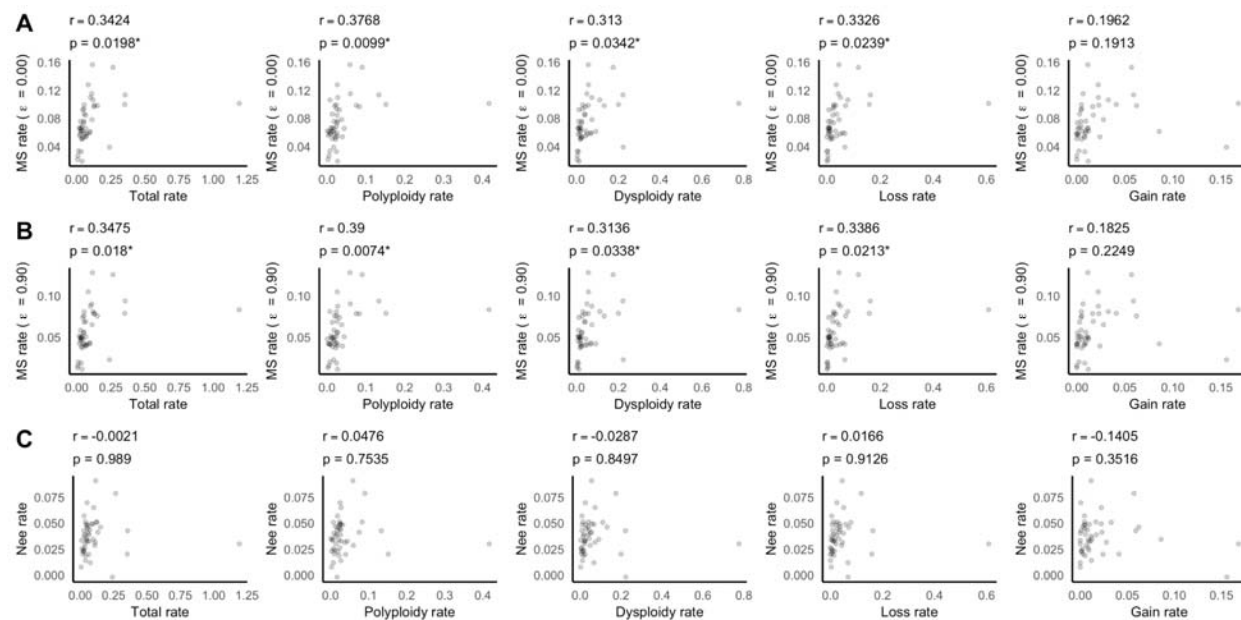 A
r = 0.3424
p = 0.0198*
r = 0.3768
p = 0.0099*
r = 0.313
p = 0.0342*
r = 0.3326
p = 0.0239*
r = 0.1962
p = 0.1913
MS rate ( ε = 0.00)
0.16
0.12
0.08
0.04
0.00 0.25 0.50 0.75 1.00 1.25
Total rate
MS rate ( ε = 0.00)
0.16
0.12
0.08
0.04
0.0 0.1 0.2 0.3 0.4
Polyploidy rate
MS rate ( ε = 0.00)
0.16
0.12
0.08
0.04
0.0 0.2 0.4 0.6 0.8
Dysploidy rate
MS rate ( ε = 0.00)
0.16
0.12
0.08
0.04
0.0 0.2 0.4 0.6
Loss rate
MS rate ( ε = 0.00)
0.16
0.12
0.08
0.04
0.00 0.05 0.10 0.15
Gain rate
B
r = 0.3475
p = 0.018*
r = 0.39
p = 0.0074*
r = 0.3136
p = 0.0338*
r = 0.3386
p = 0.0213*
r = 0.1825
p = 0.2249
MS rate ( ε = 0.90)
0.10
0.05
0.00 0.25 0.50 0.75 1.00 1.25
Total rate
MS rate ( ε = 0.90)
0.10
0.05
0.0 0.1 0.2 0.3 0.4
Polyploidy rate
MS rate ( ε = 0.90)
0.10
0.05
0.0 0.2 0.4 0.6 0.8
Dysploidy rate
MS rate ( ε = 0.90)
0.10
0.05
0.0 0.2 0.4 0.6
Loss rate
MS rate ( ε = 0.90)
0.10
0.05
0.00 0.05 0.10 0.15
Gain rate
C
r = -0.0021
p = 0.989
r = 0.0476
p = 0.7535
r = -0.0287
p = 0.8497
r = 0.0166
p = 0.9126
r = -0.1405
p = 0.3516
Nee rate
0.075
0.050
0.025
0.000
0.00 0.25 0.50 0.75 1.00 1.25
Total rate
Nee rate
0.075
0.050
0.025
0.000
0.0 0.1 0.2 0.3 0.4
Polyploidy rate
Nee rate
0.075
0.050
0.025
0.000
0.0 0.2 0.4 0.6 0.8
Dysploidy rate
Nee rate
0.075
0.050
0.025
0.000
0.0 0.2 0.4 0.6
Loss rate
Nee rate
0.075
0.050
0.025
0.000
0.00 0.05 0.10 0.15
Gain rate